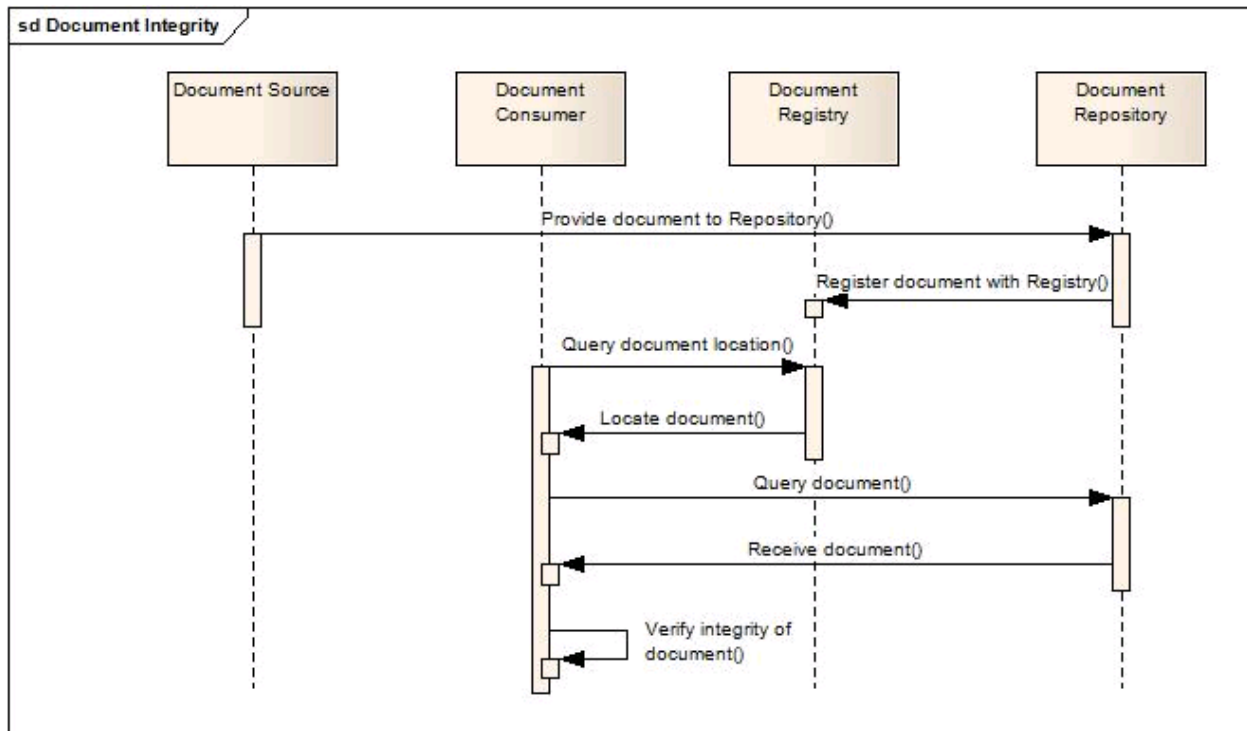 sd Document Integrity
Document Source
Document
Consumer
Document
Registry
Document
Repository
Provide document to Repository()
Register document with Registry()
Query document location()
Locate document()
Query document()
Receive document()
Verify integrity of
document()